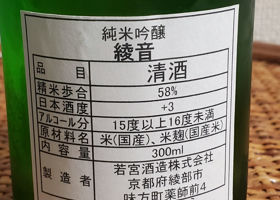 純米吟醸
綾音
品目 清酒
精米歩合 58%
日本酒度 +3
アルコール分 15度以上16度未満
原材料名 米(国産)、米麹(国産米)
内容量 300ml
製造者 若宮酒造株式会社
京都府綾部市
味方町薬師前4